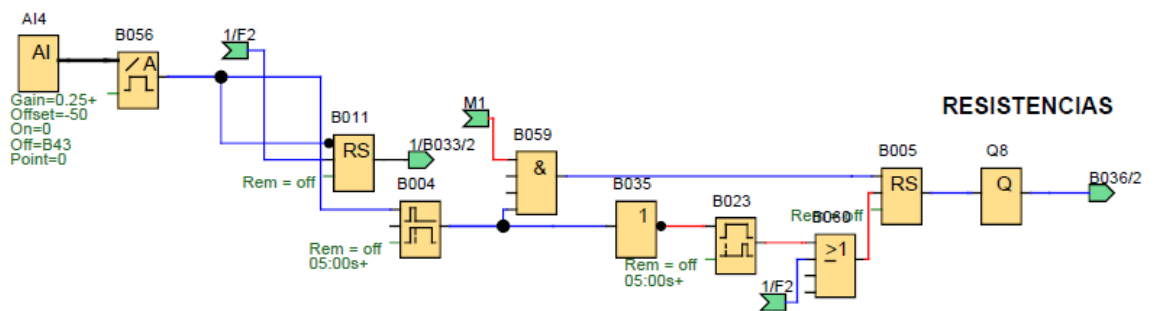 AI4
AI
Gain=0.25+
Offset=-50
On=0
Off=B43
Point=0
B056
A
1/F2
B011
RS
Rem = off
1/B033/2
B004
Rem = off
05:00s+
M1
B059
&
B035
1
B023
Rem = off
05:00s+
B060
≥1
1/F2
RESISTENCIAS
B005
RS
Rem = off
Q8
Q
B036/2